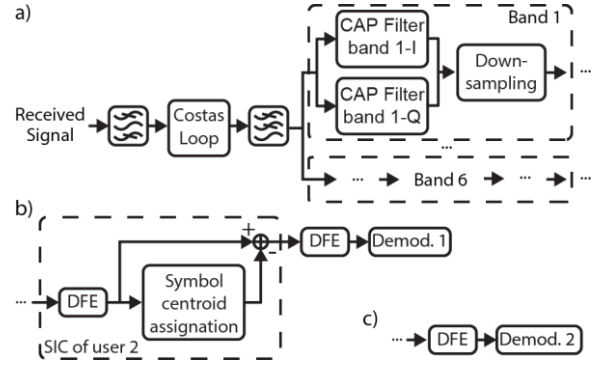 a)
Band 1
CAP Filter
band 1-I
CAP Filter
band 1-Q
Down-
sampling
...
Received
Signal
Costas
Loop
...
...
Band 6
...
...
b)
+
-
DFE
Demod. 1
...
DFE
Symbol
centroid
assignation
SIC of user 2
c)
...
DFE
Demod. 2